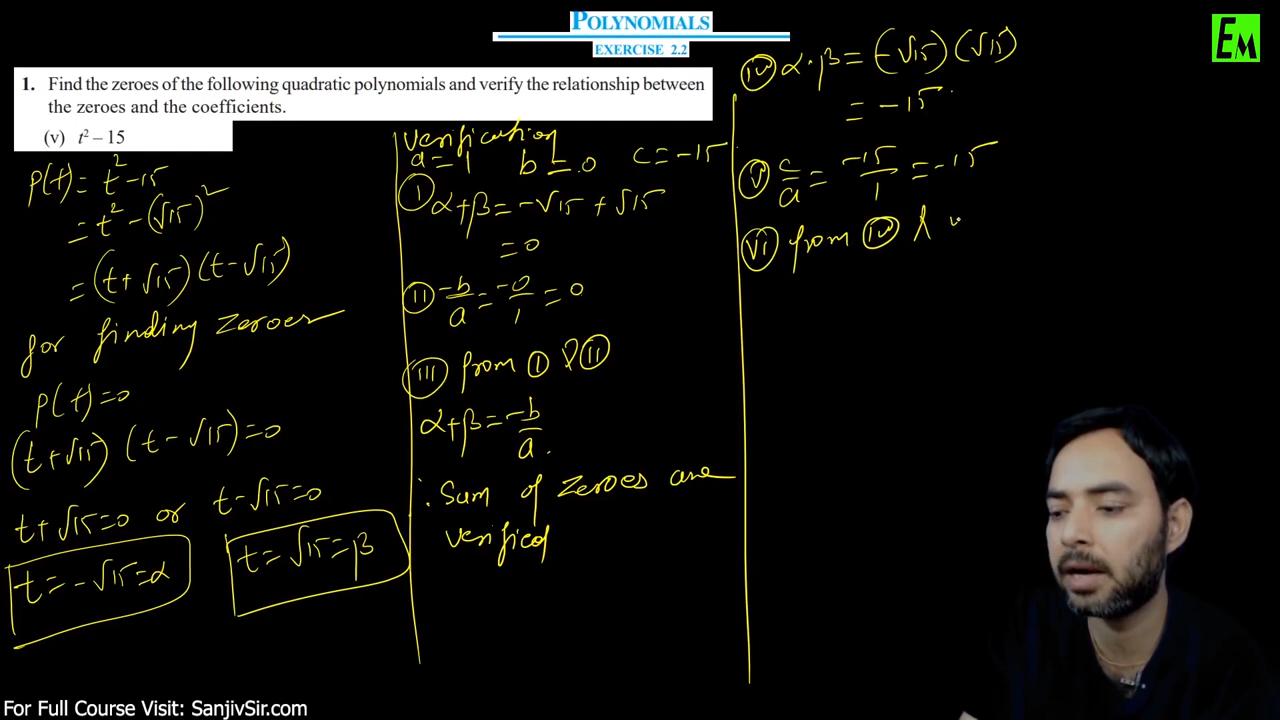 POLYNOMIALS
EXERCISE 2.2
EM
1. Find the zeroes of the following quadratic polynomials and verify the relationship between
the zeroes and the coefficients.
(v) t² – 15
p(t) = t² - 15
= t² - (√15)²
= (t + √15) (t - √15)
for finding zeroes
p(t) = 0
(t + √15) (t - √15) = 0
t + √15 = 0 or t - √15 = 0
t = -√15 = α
t = √15 = β
verification
a = 1 b = 0 c = -15
(I) α + β = -√15 + √15
= 0
(II) -b/a = -0/1 = 0
(III) from (I) & (II)
α + β = -b/a.
∴ Sum of zeroes are
verified
(IV) α · β = (-√15) (√15)
= -15
(V) c/a = -15/1 = -15
(VI) from (IV) &
For Full Course Visit: SanjivSir.com